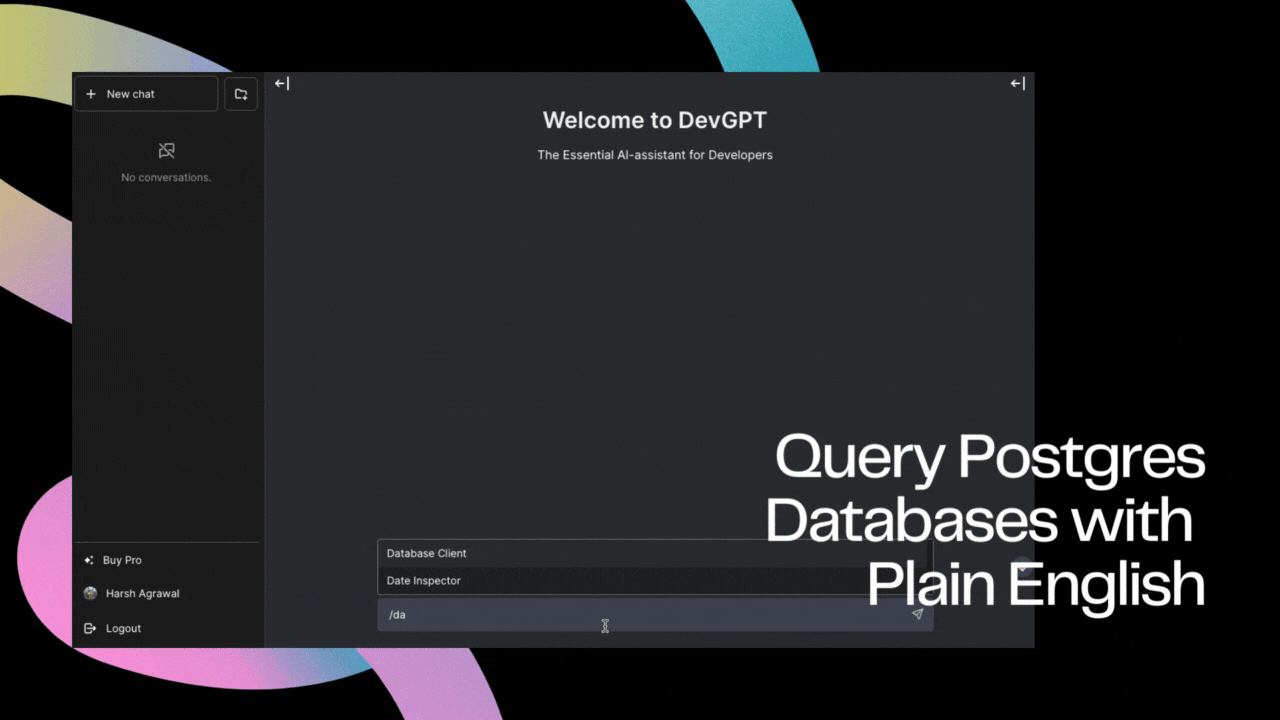 New chat
No conversations.
Welcome to DevGPT
The Essential AI-assistant for Developers
Query Postgres
Databases with
Plain English
Database Client
Date Inspector
/da
Buy Pro
Harsh Agrawal
Logout